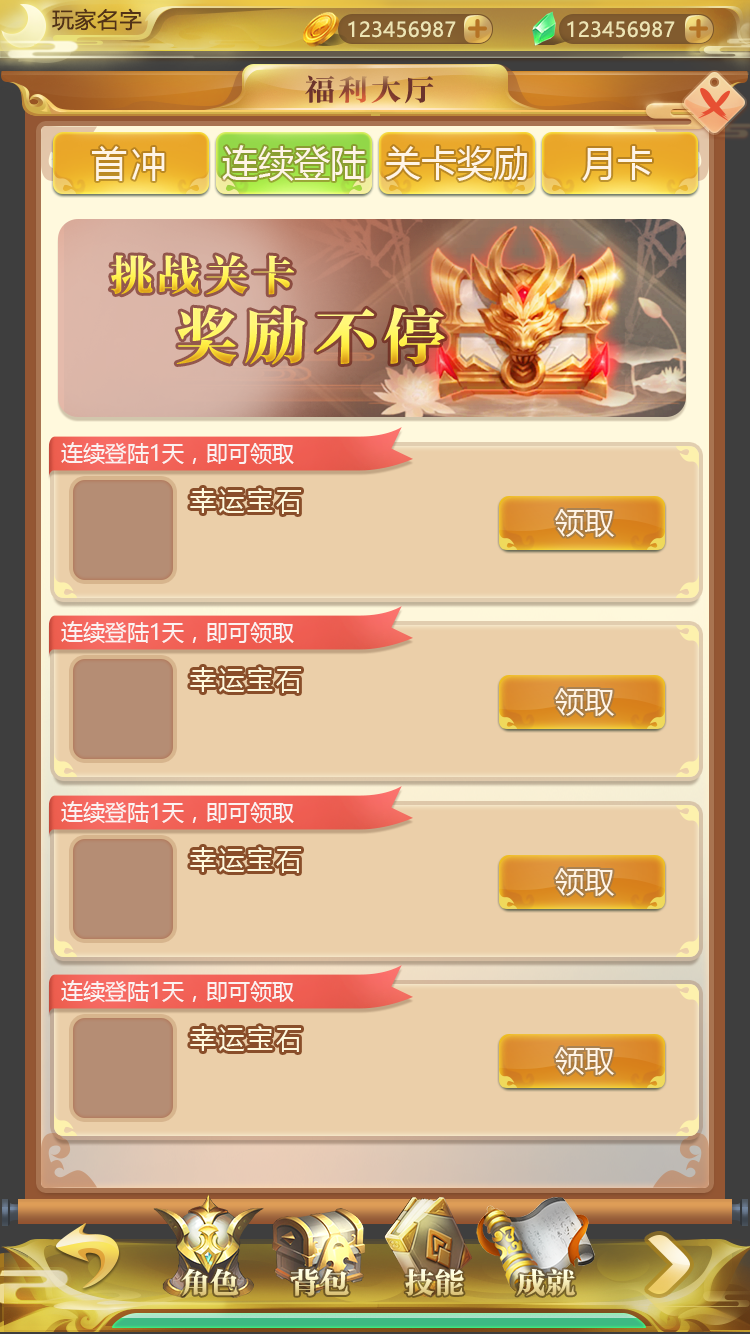 玩家名字
123456987
123456987
福利大厅
首冲
连续登陆
关卡奖励
月卡
挑战关卡
奖励不停
连续登陆1天，即可领取
幸运宝石
领取
连续登陆1天，即可领取
幸运宝石
领取
连续登陆1天，即可领取
幸运宝石
领取
连续登陆1天，即可领取
幸运宝石
领取
角色
背包
技能
成就